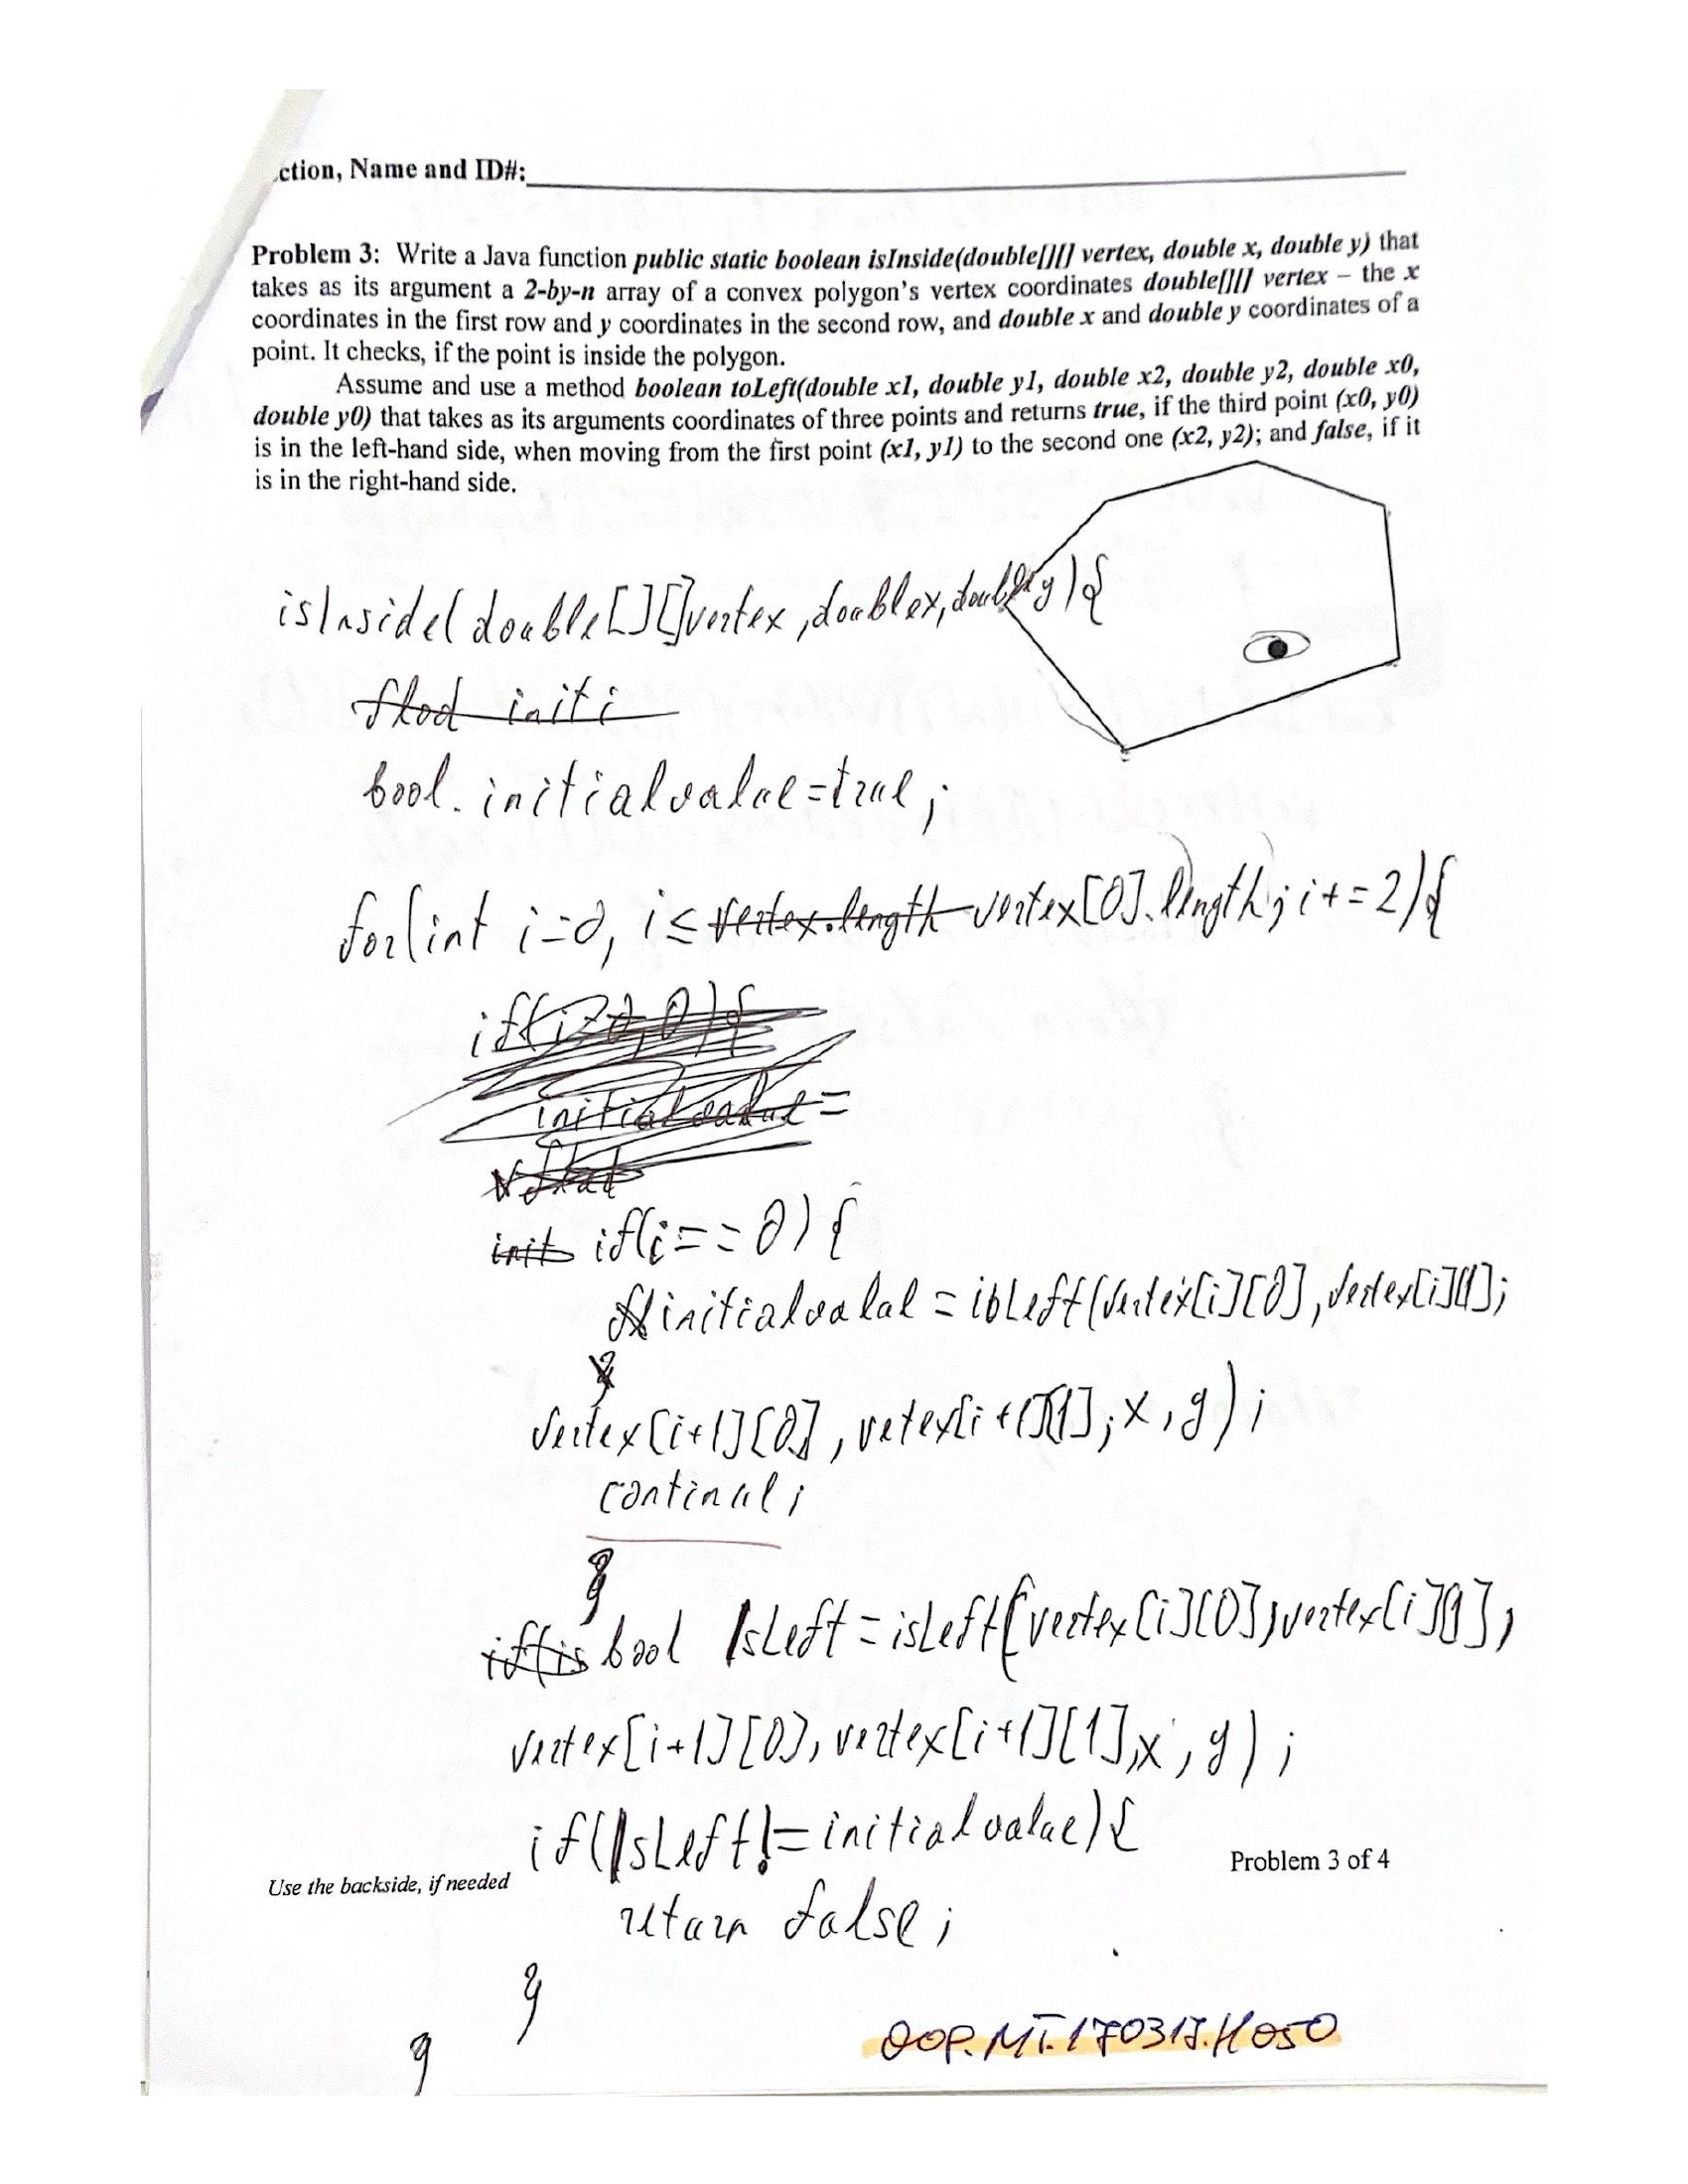 ction, Name and ID#:
Problem 3: Write a Java function public static boolean isInside(double[][] vertex, double x, double y) that
takes as its argument a 2-by-n array of a convex polygon's vertex coordinates double[][] vertex – the x
coordinates in the first row and y coordinates in the second row, and double x and double y coordinates of a
point. It checks, if the point is inside the polygon.
Assume and use a method boolean toLeft(double x1, double y1, double x2, double y2, double x0,
double y0) that takes as its arguments coordinates of three points and returns true, if the third point (x0, y0)
is in the left-hand side, when moving from the first point (x1, y1) to the second one (x2, y2); and false, if it
is in the right-hand side.
isInside(double[][]vertex,doublex,double y){
initi
bool.initialvalue=true;
for(int i=0, i≤ vertex.length vertex[0].length; i+=2){
if(
initialvalue=
init if(i==0){
initialvalue = isLeft(vertex[i][0],vertex[i][1];
vertex[i+1][0],vetex[i+1][1];x,y);
continue;
}
if(is bool IsLeft=isLeft(vertex[i][0],vertex[i][1],
vertex[i+1][0],vertex[i+1][1],x,y);
if(IsLeft!=initialvalue){
Use the backside, if needed
Problem 3 of 4
return false;
}
}
OOP.MT.170317.H050